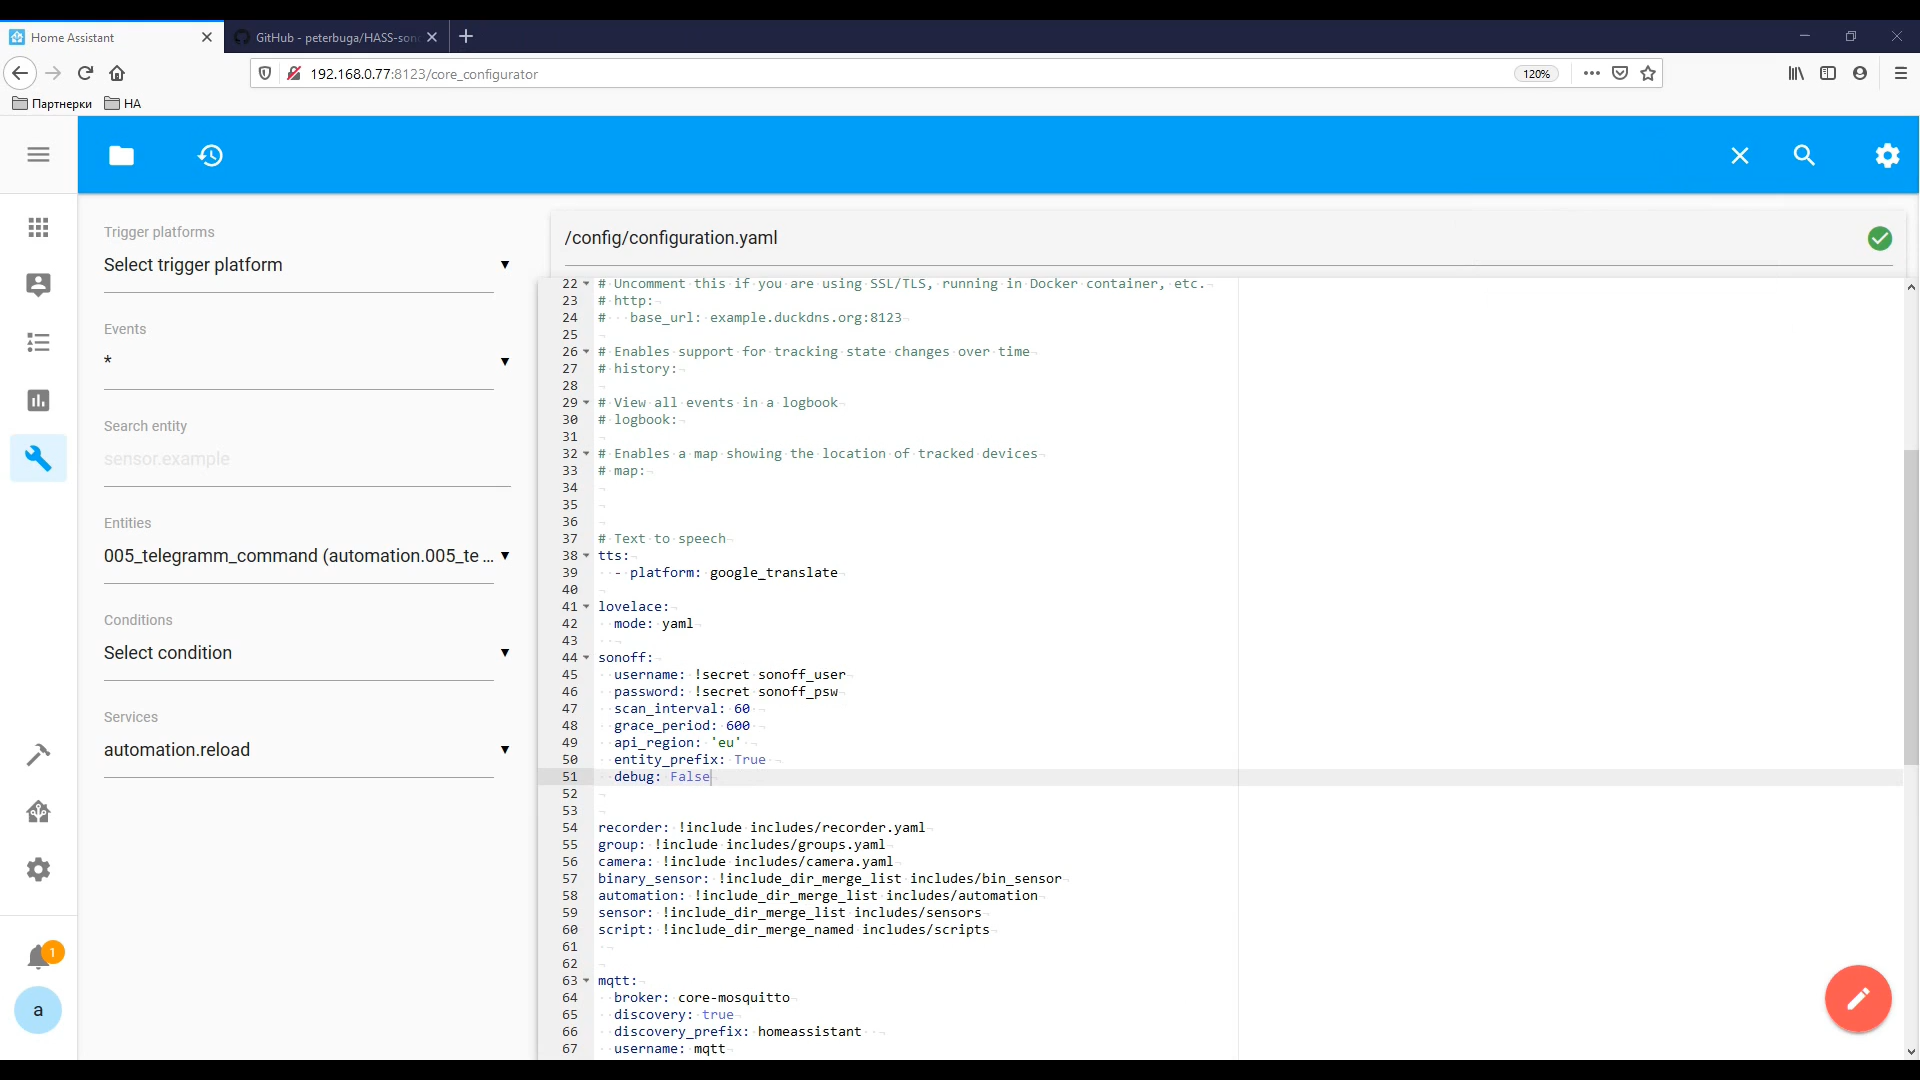 Home Assistant
GitHub - peterbuga/HASS-son
192.168.0.77:8123/core_configurator
120%
Партнерки
HA
Trigger platforms
Select trigger platform
Events
*
Search entity
sensor.example
Entities
005_telegramm_command (automation.005_te ...
Conditions
Select condition
Services
automation.reload
1
a
/config/configuration.yaml
22 # Uncomment this if you are using SSL/TLS, running in Docker container, etc.
23 # http:
24 #   base_url: example.duckdns.org:8123
25
26 # Enables support for tracking state changes over time
27 # history:
28
29 # View all events in a logbook
30 # logbook:
31
32 # Enables a map showing the location of tracked devices
33 # map:
34
35
36
37 # Text to speech
38 tts:
39   - platform: google_translate
40
41 lovelace:
42   mode: yaml
43
44 sonoff:
45   username: !secret sonoff_user
46   password: !secret sonoff_psw
47   scan_interval: 60
48   grace_period: 600
49   api_region: 'eu'
50   entity_prefix: True
51   debug: False
52
53
54 recorder: !include includes/recorder.yaml
55 group: !include includes/groups.yaml
56 camera: !include includes/camera.yaml
57 binary_sensor: !include_dir_merge_list includes/bin_sensor
58 automation: !include_dir_merge_list includes/automation
59 sensor: !include_dir_merge_list includes/sensors
60 script: !include_dir_merge_named includes/scripts
61
62
63 mqtt:
64   broker: core-mosquitto
65   discovery: true
66   discovery_prefix: homeassistant
67   username: mqtt